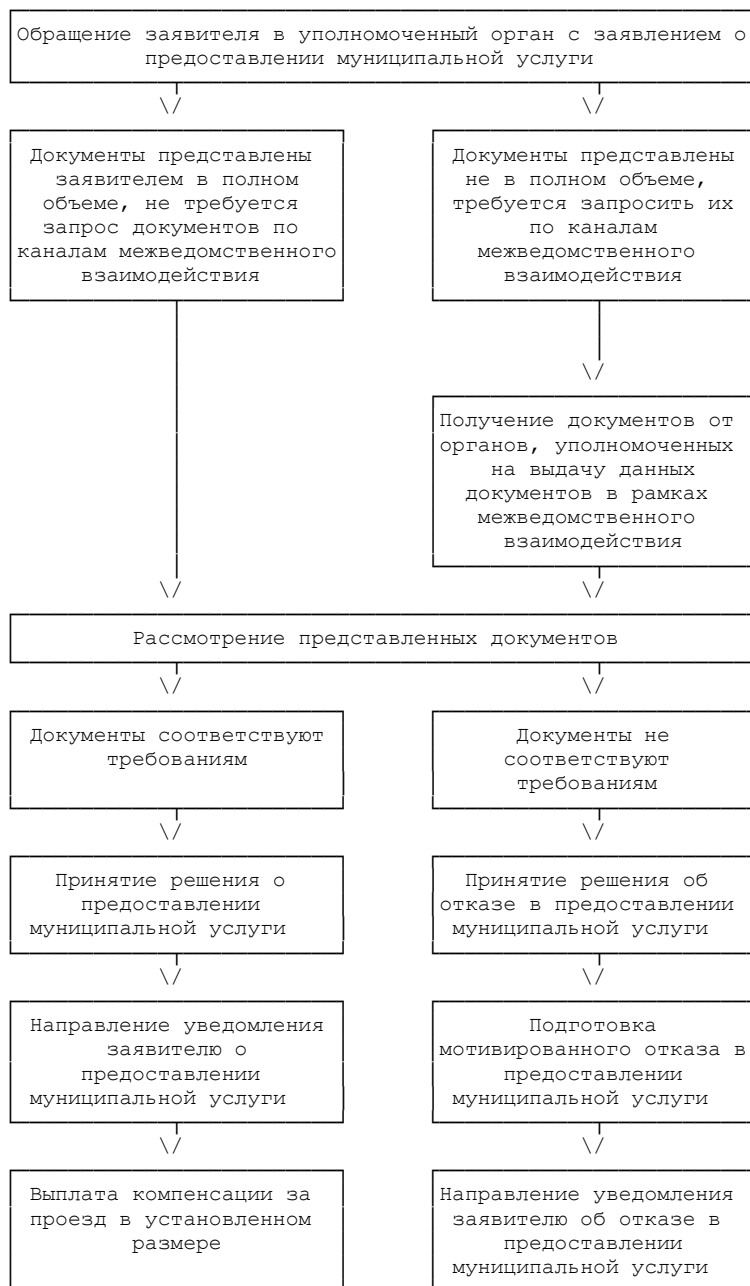 Обращение заявителя в уполномоченный орган с заявлением о
предоставлении муниципальной услуги
\/
\/
Документы представлены
заявителем в полном
объеме, не требуется
запрос документов по
каналам межведомственного
взаимодействия
Документы представлены
не в полном объеме,
требуется запросить их
по каналам
межведомственного
взаимодействия
\/
Получение документов от
органов, уполномоченных
на выдачу данных
документов в рамках
межведомственного
взаимодействия
\/
\/
Рассмотрение представленных документов
\/
\/
Документы соответствуют
требованиям
Документы не
соответствуют
требованиям
\/
\/
Принятие решения о
предоставлении
муниципальной услуги
Принятие решения об
отказе в предоставлении
муниципальной услуги
\/
\/
Направление уведомления
заявителю о
предоставлении
муниципальной услуги
Подготовка
мотивированного отказа в
предоставлении
муниципальной услуги
\/
\/
Выплата компенсации за
проезд в установленном
размере
Направление уведомления
заявителю об отказе в
предоставлении
муниципальной услуги